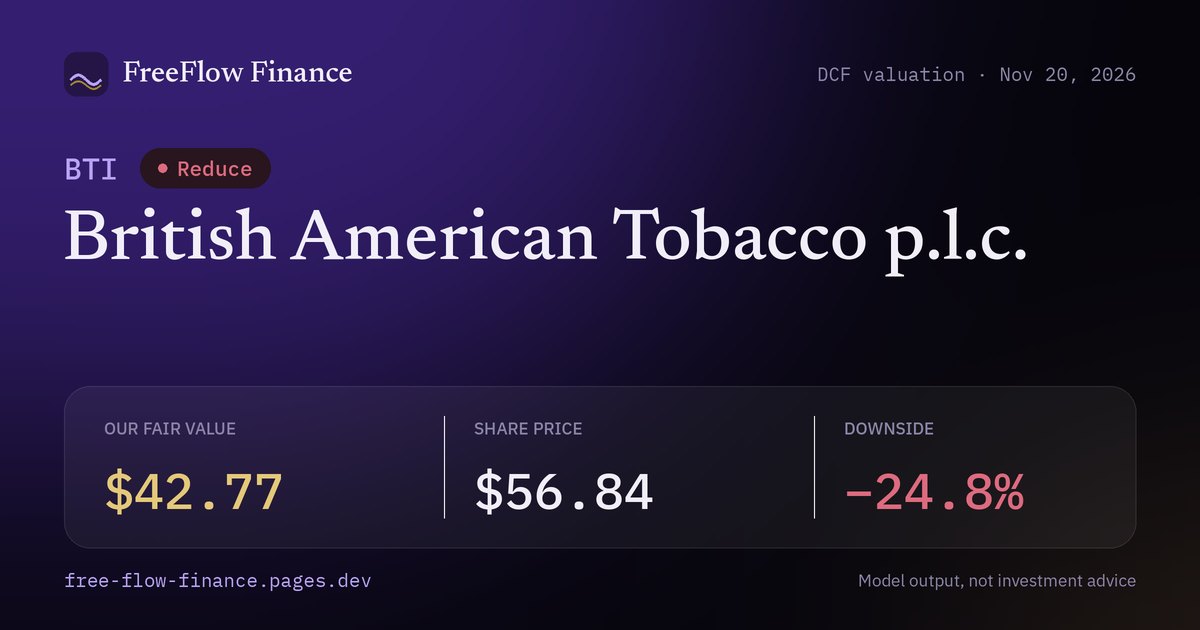 FreeFlow Finance
DCF valuation · Nov 20, 2026
BTI
Reduce
British American Tobacco p.l.c.
OUR FAIR VALUE
SHARE PRICE
DOWNSIDE
$42.77
$56.84
−24.8%
free-flow-finance.pages.dev
Model output, not investment advice